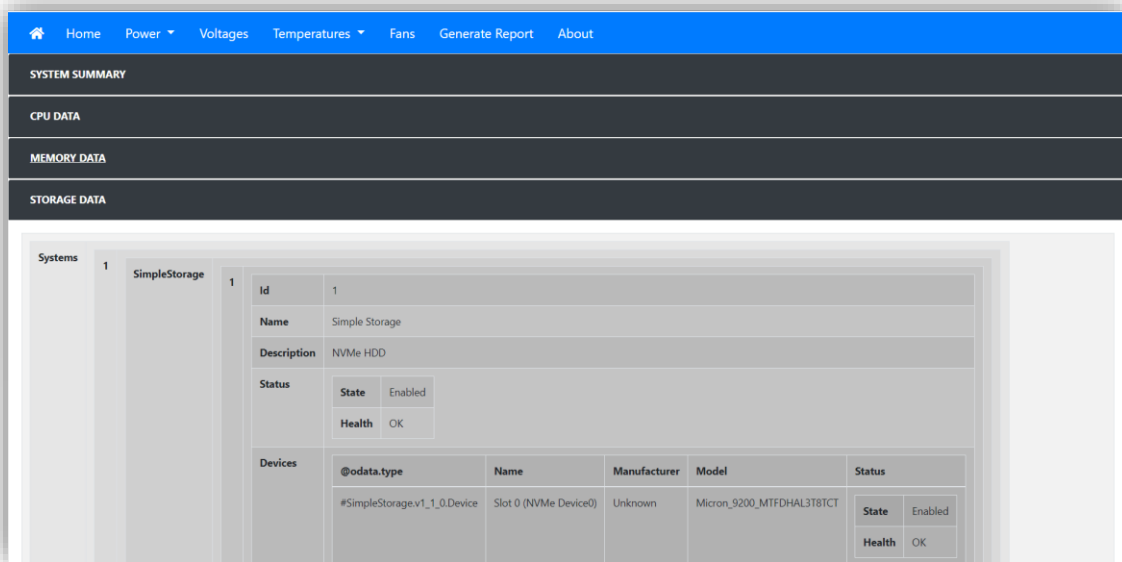 Home Power Voltages Temperatures Fans Generate Report About
SYSTEM SUMMARY
CPU DATA
MEMORY DATA
STORAGE DATA
Systems 1 SimpleStorage 1 Id 1
Name Simple Storage
Description NVMe HDD
Status State Enabled
Health OK
Devices @odata.type Name Manufacturer Model Status
#SimpleStorage.v1_1_0.Device Slot 0 (NVMe Device0) Unknown Micron_9200_MTFDHAL3T8TCT State Enabled
Health OK